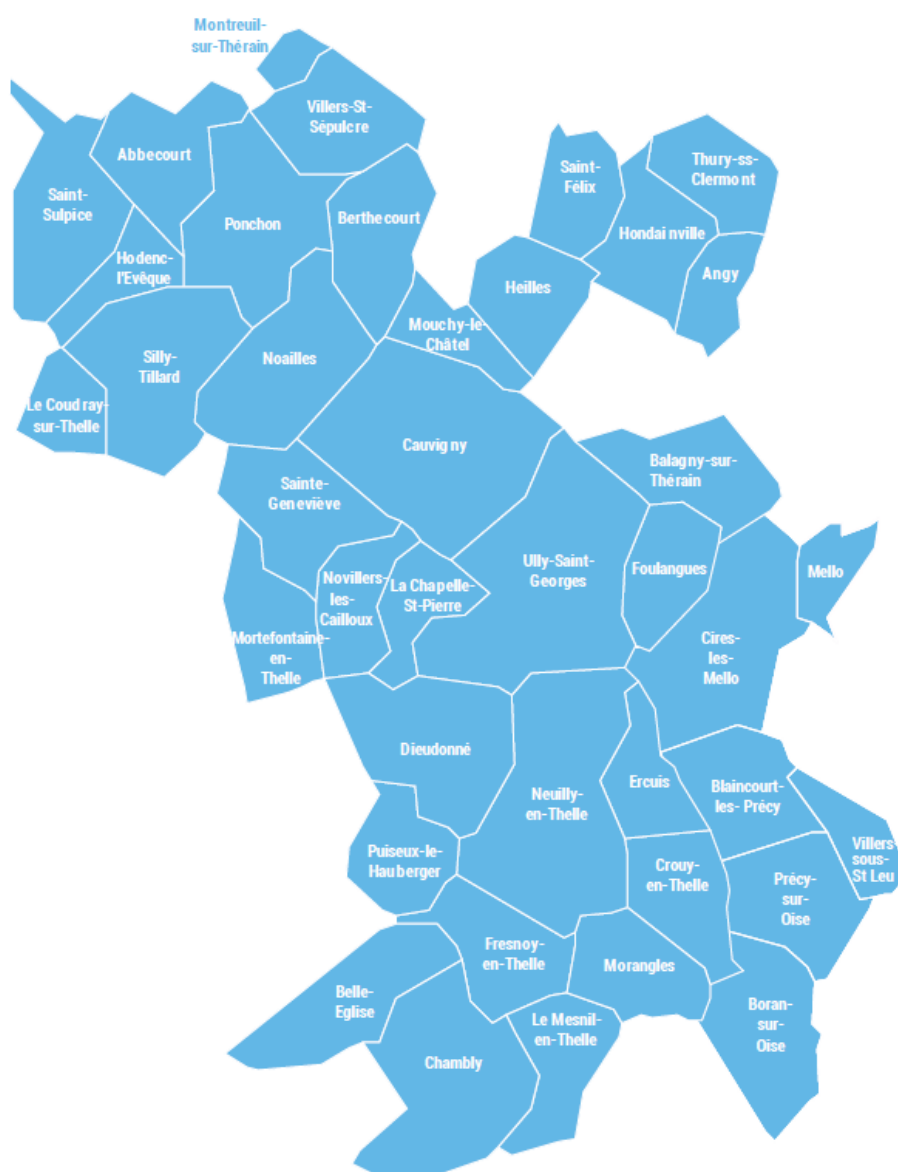 Montreuil-
sur-Thérain
Villers-St-
Sépulcre
Abbecourt
Saint-
Félix
Thury-ss-
Clermont
Saint-
Sulpice
Ponchon
Berthecourt
Hondainville
Hodenc-
l'Evêque
Angy
Heilles
Mouchy-le-
Châtel
Silly-
Tillard
Noailles
Le Coudray-
sur-Thelle
Cauvigny
Balagny-sur-
Thérain
Sainte-
Geneviève
Ully-Saint-
Georges
Foulangues
Mello
Novillers-
les-
Cailloux
La Chapelle-
St-Pierre
Mortefontaine-
en-
Thelle
Cires-
les-
Mello
Dieudonné
Neuilly-
en-Thelle
Ercuis
Blaincourt-
les- Précy
Villers
sous-
St Leu
Puiseux-le-
Hauberger
Crouy-
en-Thelle
Précy-
sur-
Oise
Fresnoy-
en-Thelle
Morangles
Belle-
Eglise
Boran-
sur-
Oise
Le Mesnil-
en-Thelle
Chambly